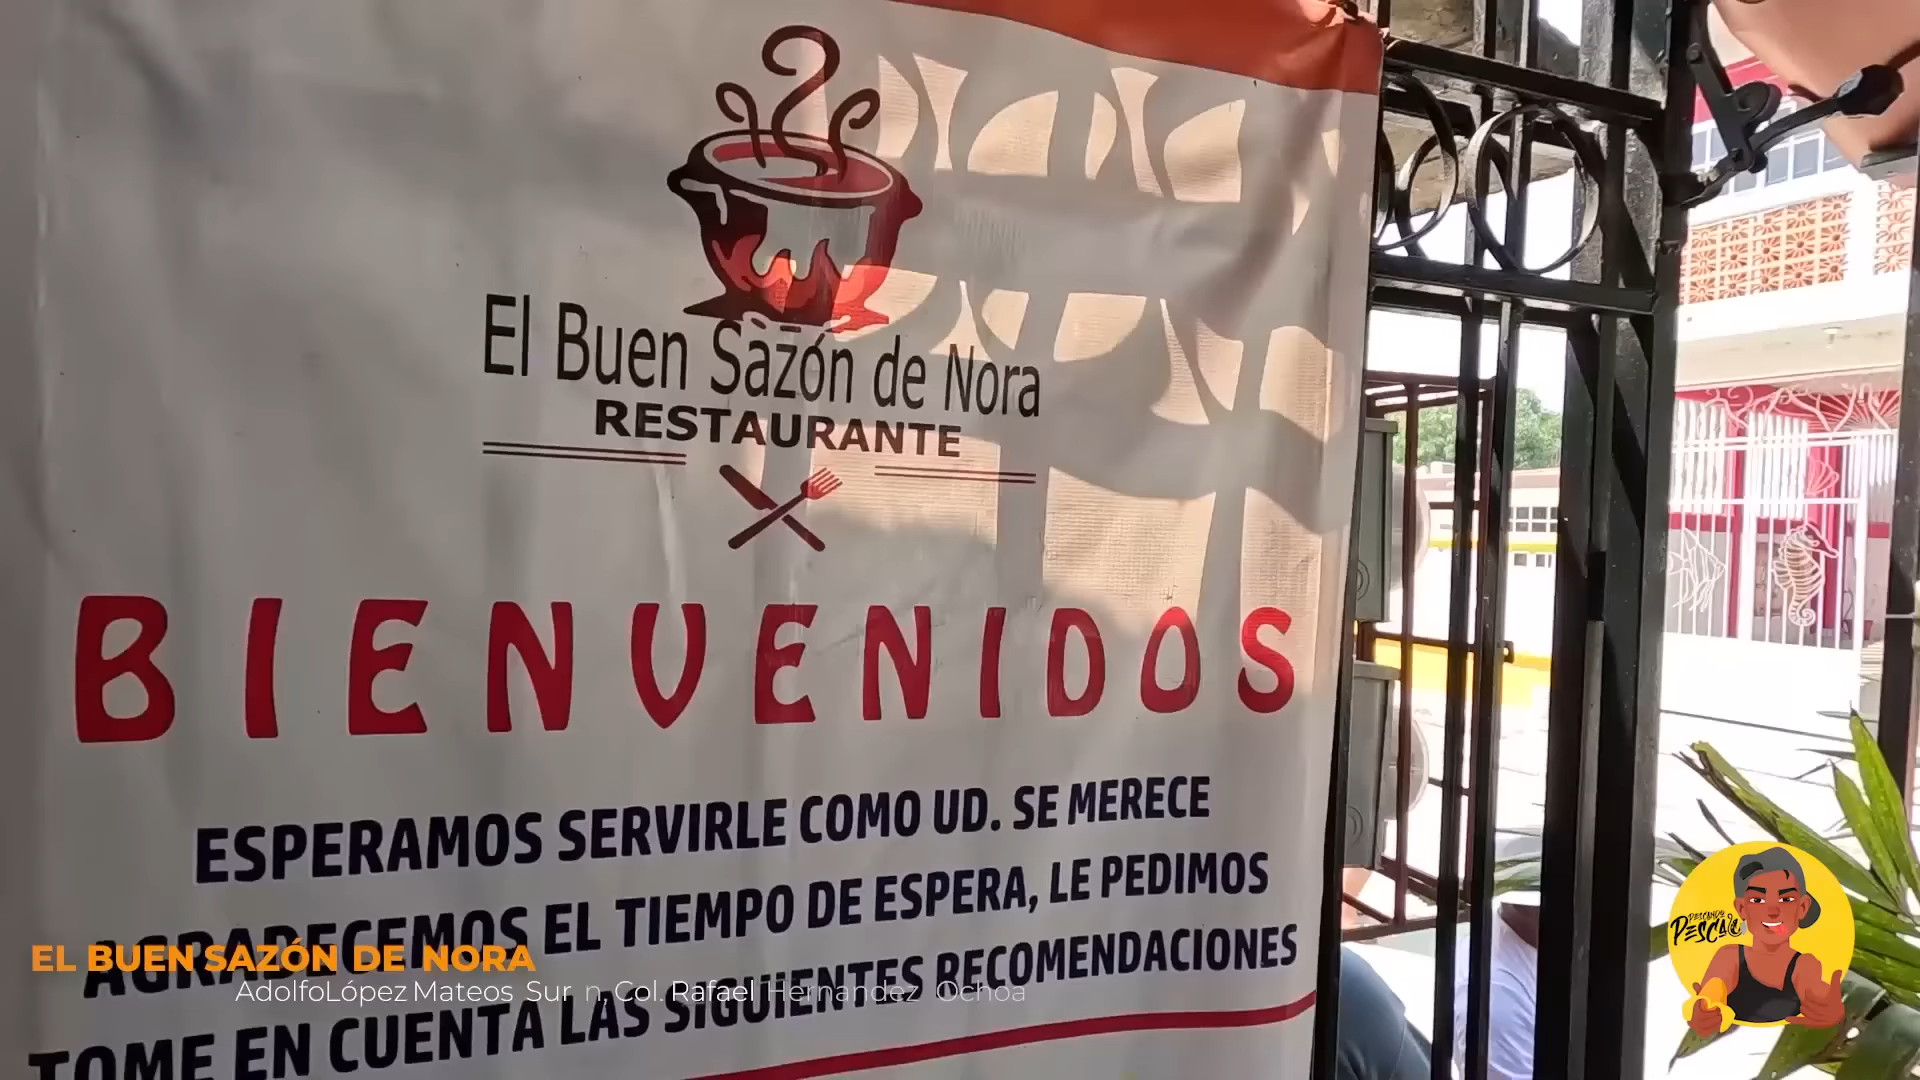 El Buen Sazón de Nora
RESTAURANTE
BIENVENIDOS
ESPERAMOS SERVIRLE COMO UD. SE MERECE
AGRADECEMOS EL TIEMPO DE ESPERA, LE PEDIMOS
TOME EN CUENTA LAS SIGUIENTES RECOMENDACIONES
EL BUEN SAZÓN DE NORA
AdolfoLópez Mateos Sur n, Col. Rafael Hernandez Ochoa
PESCAO